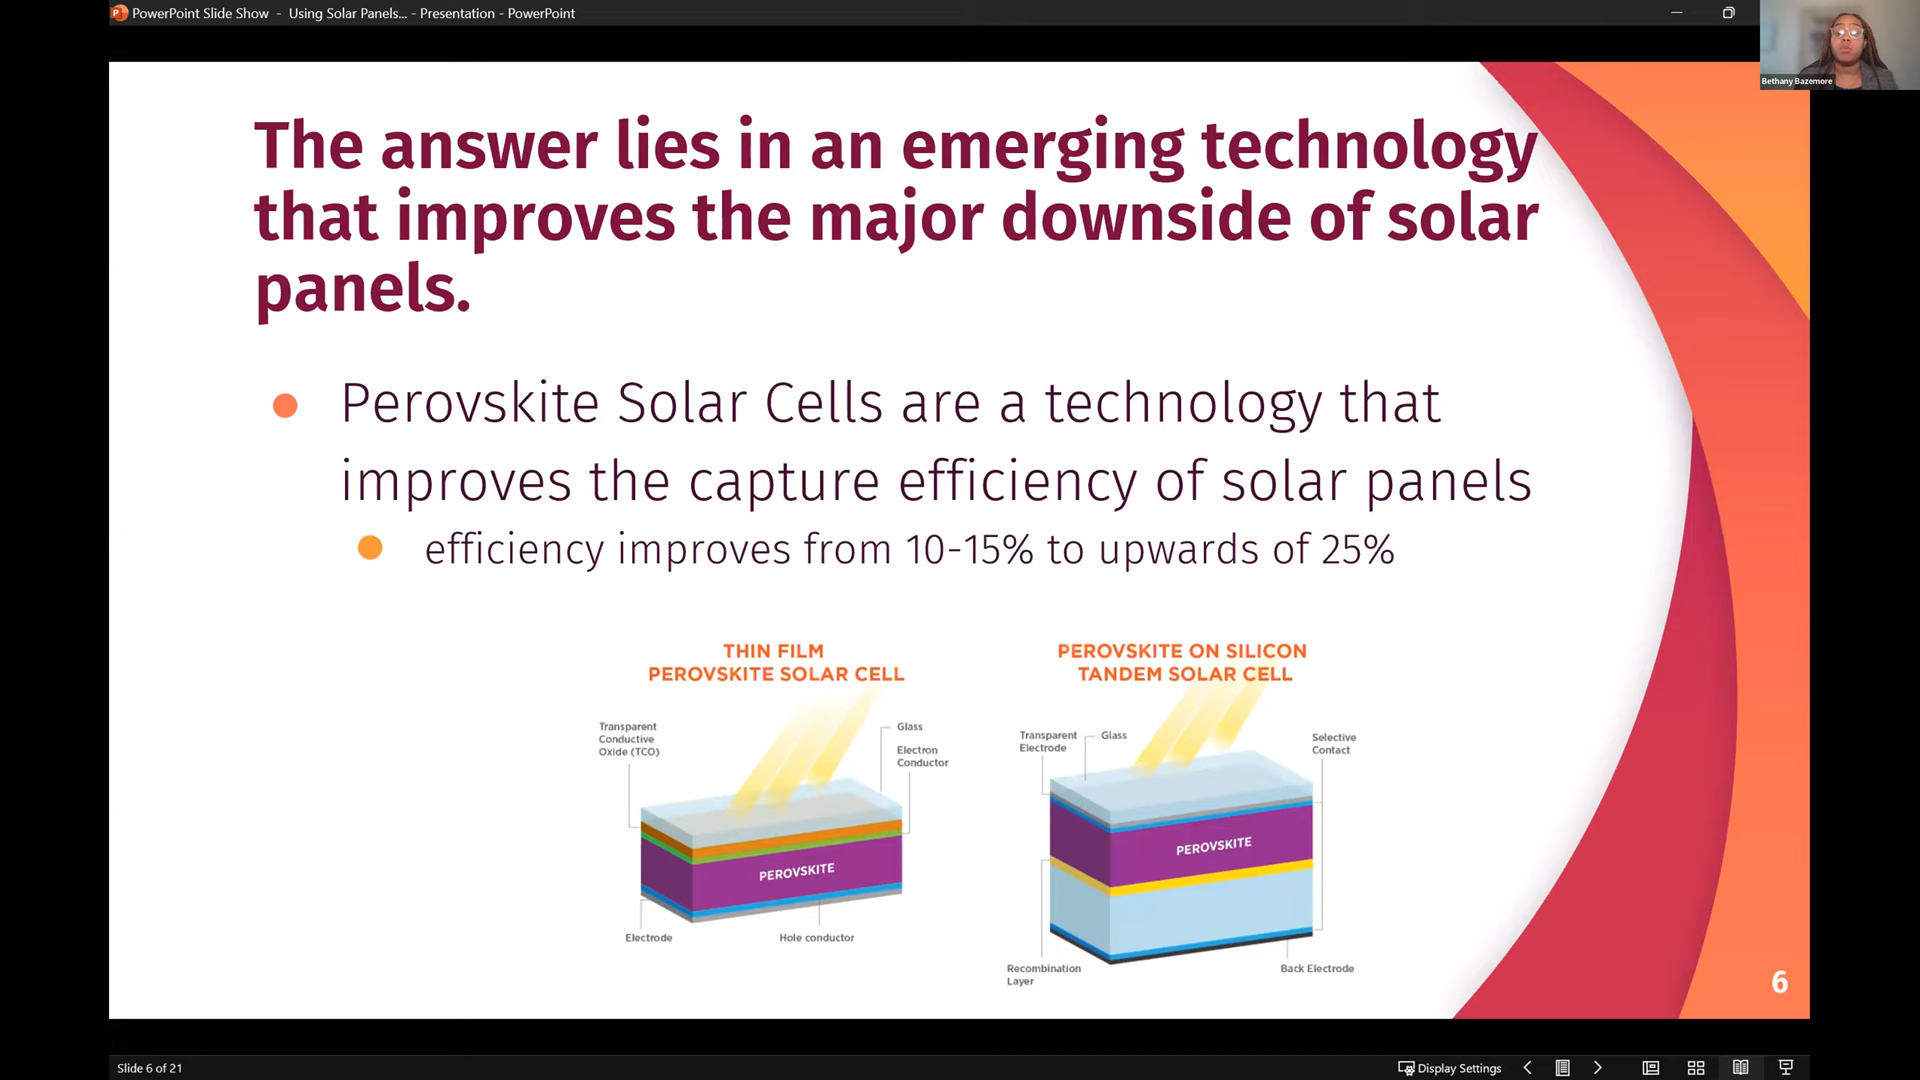 PowerPoint Slide Show - Using Solar Panels... - Presentation - PowerPoint
Bethany Bazemore
The answer lies in an emerging technology
that improves the major downside of solar
panels.
Perovskite Solar Cells are a technology that
improves the capture efficiency of solar panels
efficiency improves from 10-15% to upwards of 25%
THIN FILM
PEROVSKITE SOLAR CELL
Transparent
Conductive
Oxide (TCO)
Glass
Electron
Conductor
PEROVSKITE
Electrode
Hole conductor
PEROVSKITE ON SILICON
TANDEM SOLAR CELL
Transparent
Electrode
Glass
Selective
Contact
PEROVSKITE
Recombination
Layer
Back Electrode
6
Slide 6 of 21
Display Settings